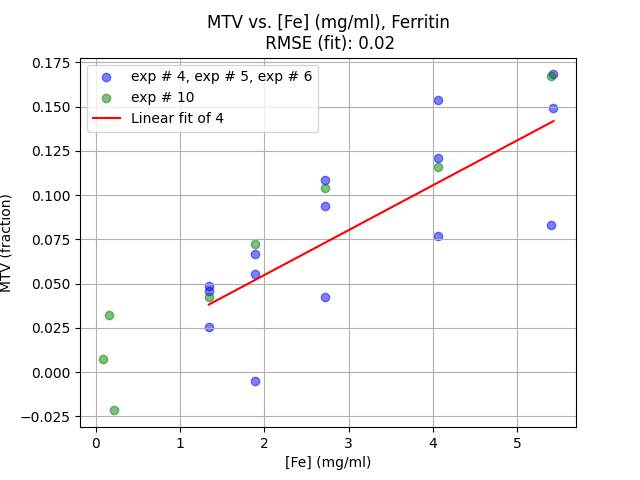 MTV vs. [Fe] (mg/ml), Ferritin
RMSE (fit): 0.02
exp # 4, exp # 5, exp # 6
exp # 10
Linear fit of 4
0.175
0.150
0.125
0.100
0.075
0.050
0.025
0.000
−0.025
MTV (fraction)
0 1 2 3 4 5
[Fe] (mg/ml)